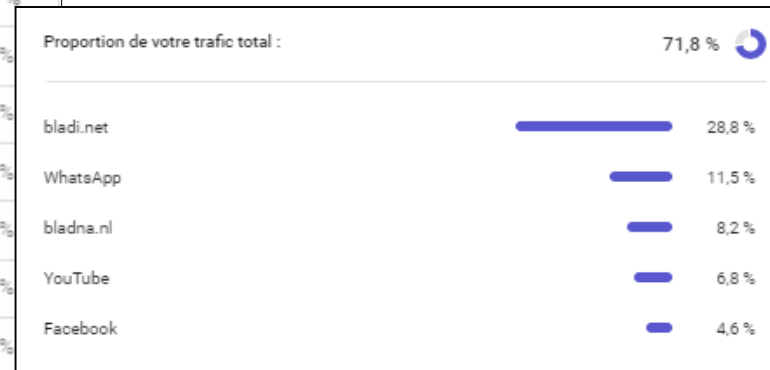 Proportion de votre trafic total : 71,8 %
bladi.net 28,8 %
WhatsApp 11,5 %
bladna.nl 8,2 %
YouTube 6,8 %
Facebook 4,6 %
%
%
%
%
%
%
%